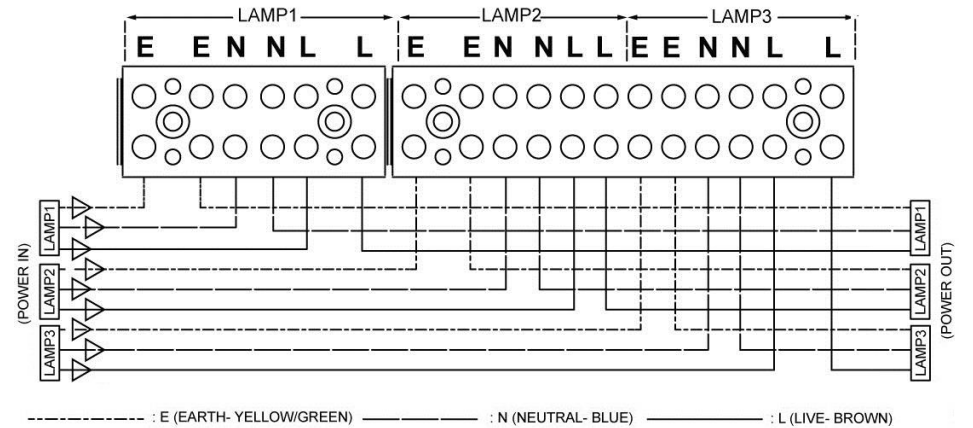 LAMP1 LAMP2 LAMP3
E E N N L L E E N N L L E E N N L L
(POWER IN)
LAMP1
LAMP2
LAMP3
LAMP1
LAMP2
LAMP3
(POWER OUT)
: E (EARTH- YELLOW/GREEN) : N (NEUTRAL- BLUE) : L (LIVE- BROWN)